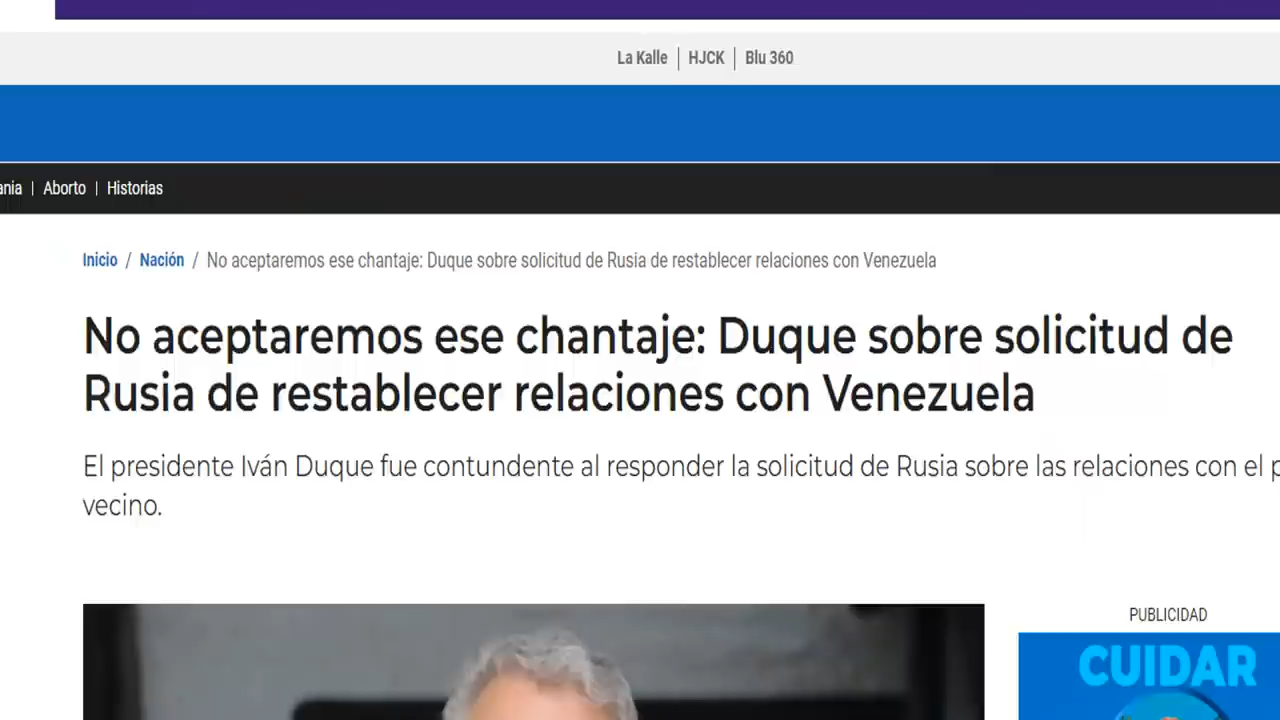 La Kalle | HJCK | Blu 360
| Aborto | Historias
Inicio / Nación / No aceptaremos ese chantaje: Duque sobre solicitud de Rusia de restablecer relaciones con Venezuela
No aceptaremos ese chantaje: Duque sobre solicitud de
Rusia de restablecer relaciones con Venezuela
El presidente Iván Duque fue contundente al responder la solicitud de Rusia sobre las relaciones con el
vecino.
PUBLICIDAD
CUIDAR